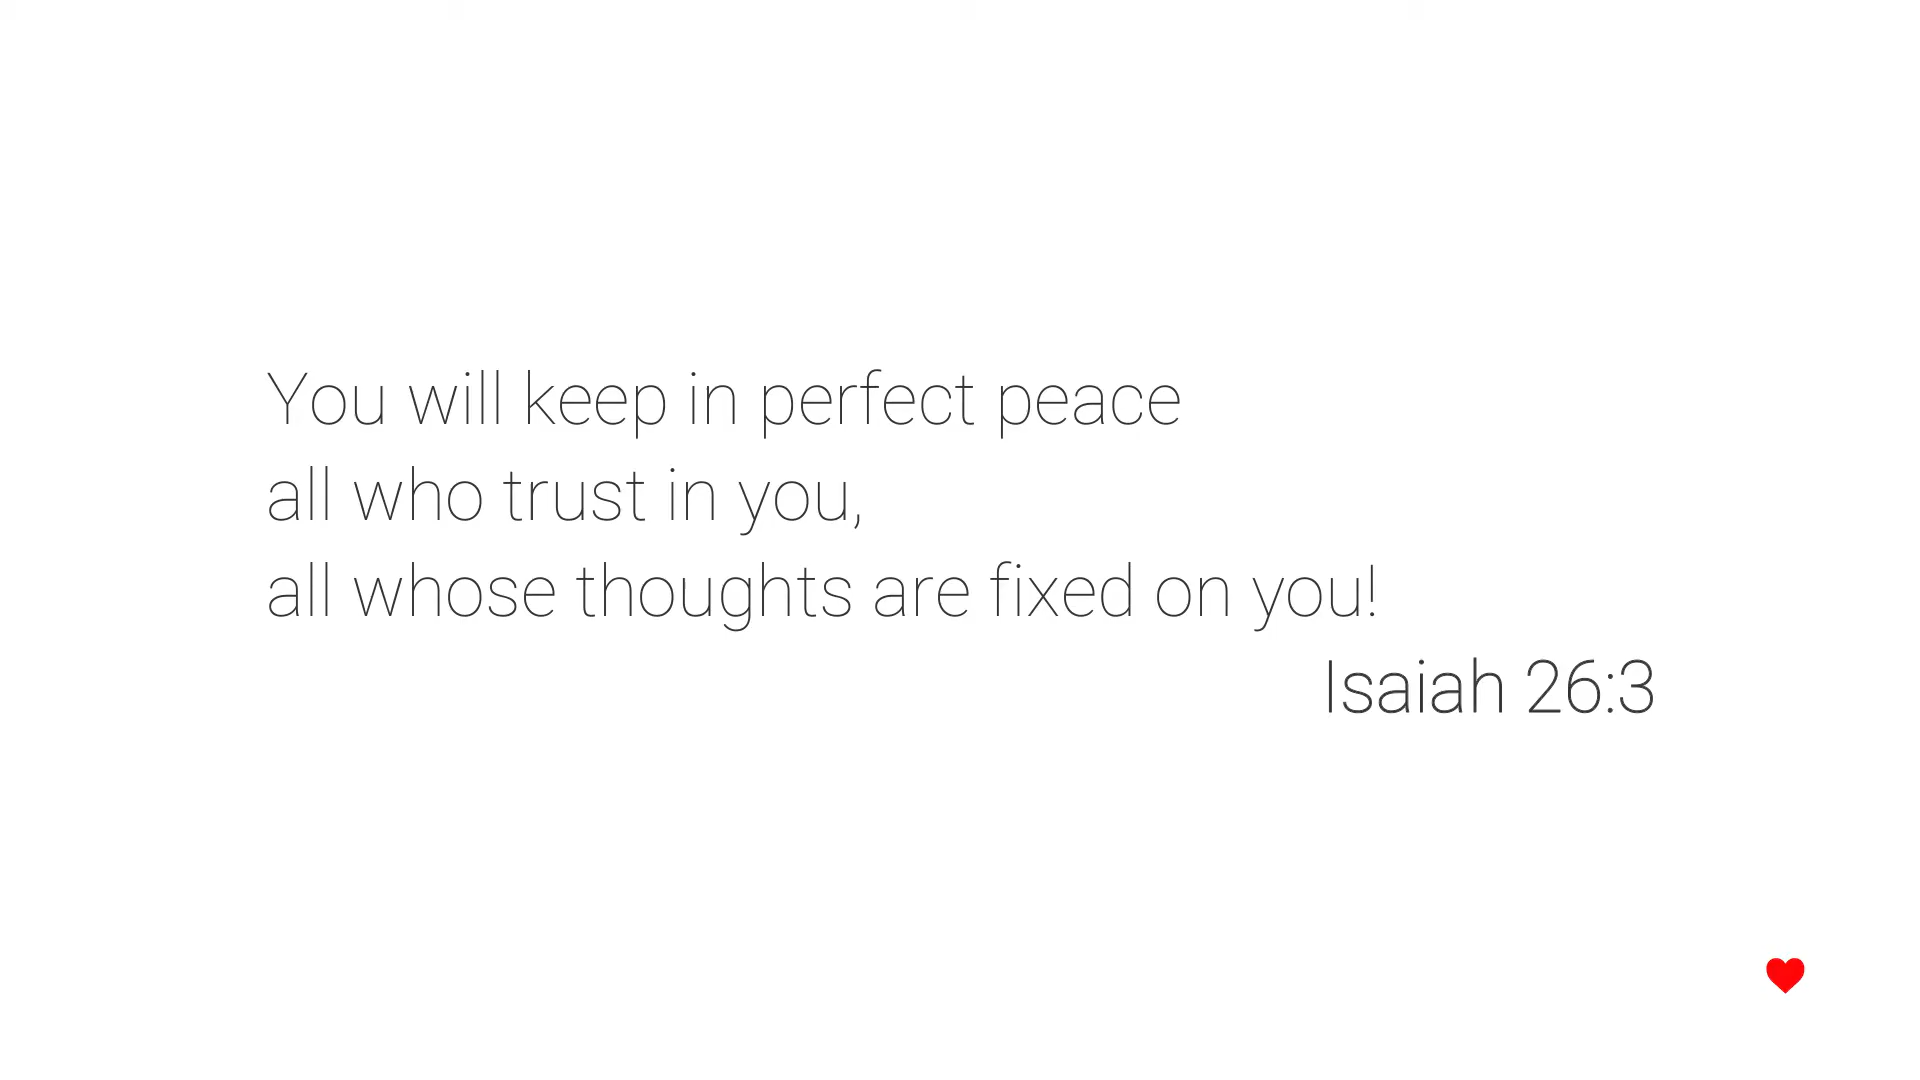 You will keep in perfect peace
all who trust in you,
all whose thoughts are fixed on you!
Isaiah 26:3